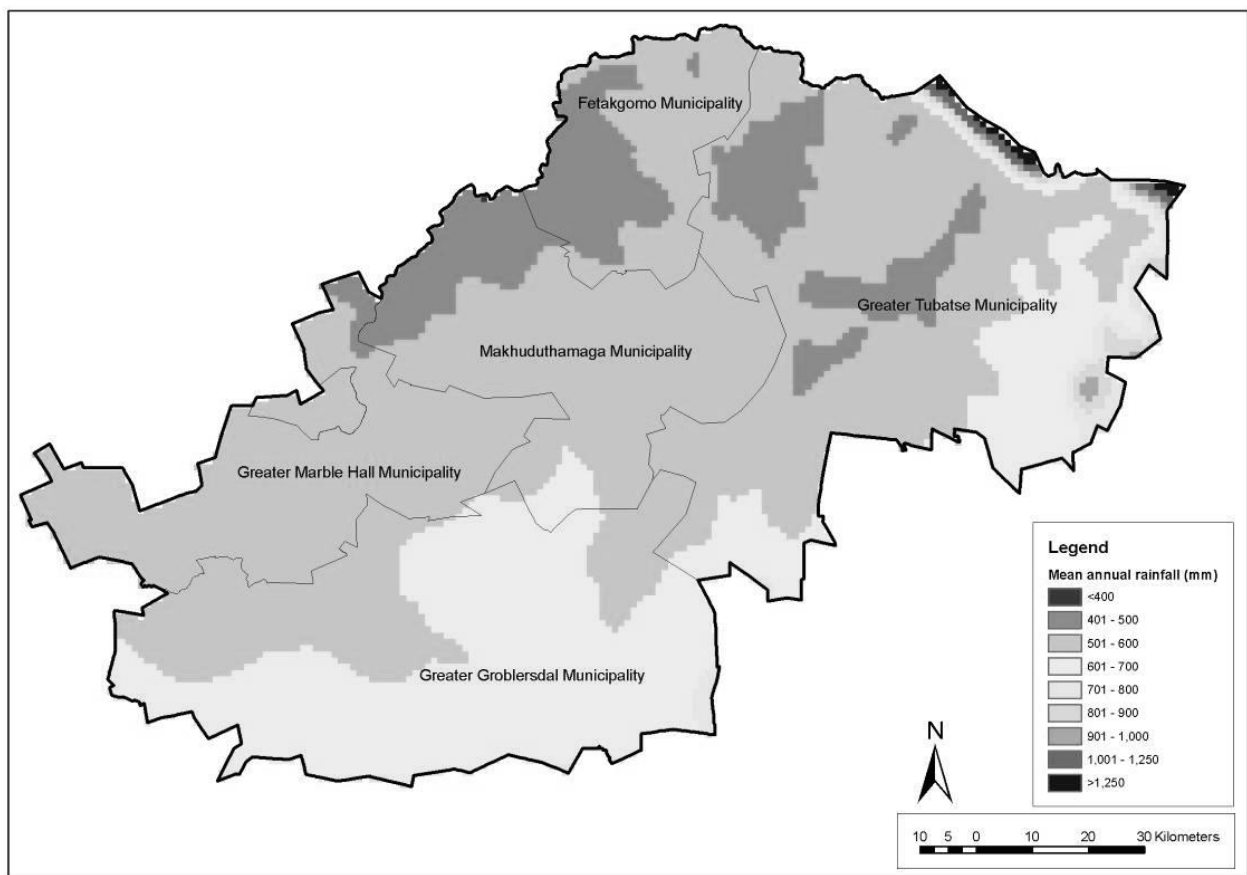 Fetakgomo Municipality
Greater Tubatse Municipality
Makhuduthamaga Municipality
Greater Marble Hall Municipality
Greater Groblersdal Municipality
Legend
Mean annual rainfall (mm)
<400
401 - 500
501 - 600
601 - 700
701 - 800
801 - 900
901 - 1,000
1,001 - 1,250
>1,250
N
10 5 0 10 20 30 Kilometers